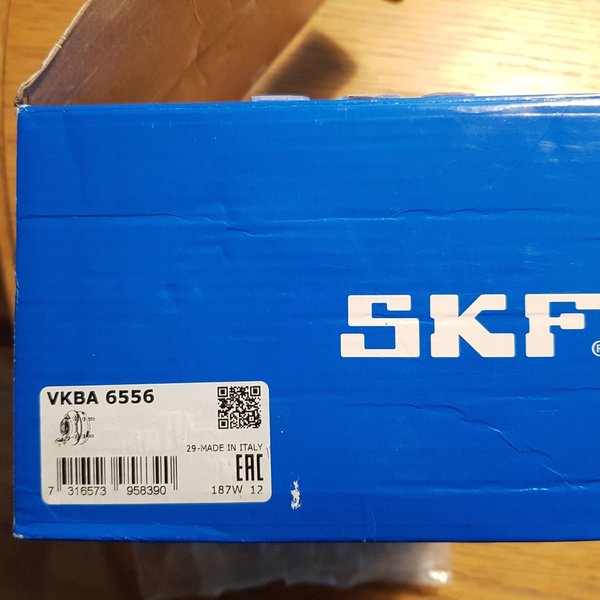 SKF
®
VKBA 6556
29-MADE IN ITALY
EAC
7 316573 958390
187W 12